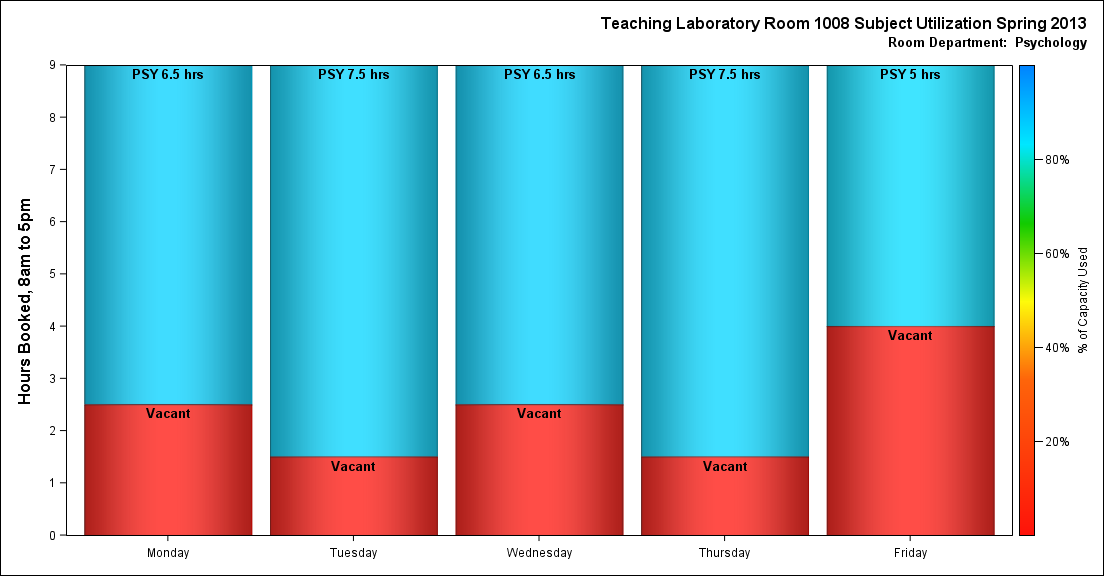 Teaching Laboratory Room 1008 Subject Utilization Spring 2013
Room Department:  Psychology
Hours Booked, 8am to 5pm
9
8
7
6
5
4
3
2
1
0
PSY 6.5 hrs
PSY 7.5 hrs
PSY 6.5 hrs
PSY 7.5 hrs
PSY 5 hrs
Vacant
Vacant
Vacant
Vacant
Vacant
Monday
Tuesday
Wednesday
Thursday
Friday
80%
60%
40%
20%
% of Capacity Used